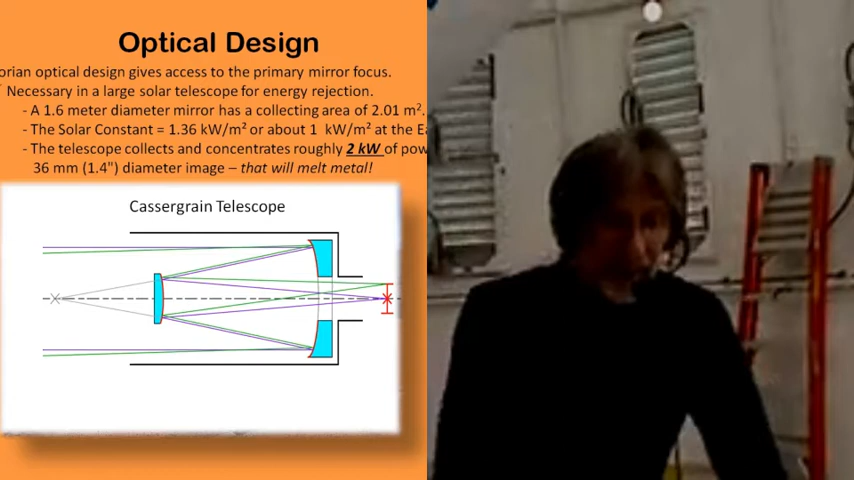 Optical Design
orian optical design gives access to the primary mirror focus.
Necessary in a large solar telescope for energy rejection.
- A 1.6 meter diameter mirror has a collecting area of 2.01 m².
- The Solar Constant = 1.36 kW/m² or about 1 kW/m² at the Ea
- The telescope collects and concentrates roughly 2 kW of pow
36 mm (1.4") diameter image – that will melt metal!
Cassergrain Telescope